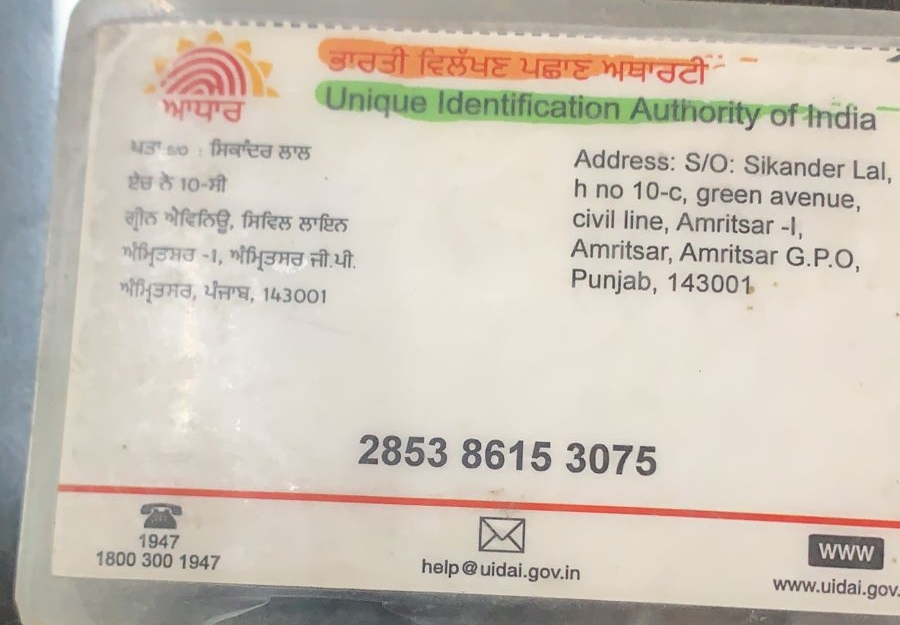 ਭਾਰਤੀ ਵਿਲੱਖਣ ਪਛਾਣ ਅਥਾਰਟੀ
Unique Identification Authority of India
ਆਧਾਰ
ਪਤਾ: S/O : ਸਿਕਾਂਦਰ ਲਾਲ
ਏਚ ਨੋ 10-ਸੀ
ਗ੍ਰੀਨ ਐਵਿਨਿਊ, ਸਿਵਿਲ ਲਾਇਨ
ਅੰਮ੍ਰਿਤਸਰ -1, ਅੰਮ੍ਰਿਤਸਰ ਜੀ.ਪੀ.
ਅੰਮ੍ਰਿਤਸਰ, ਪੰਜਾਬ, 143001
Address: S/O: Sikander Lal,
h no 10-c, green avenue,
civil line, Amritsar -I,
Amritsar, Amritsar G.P.O,
Punjab, 143001
2853 8615 3075
1947
1800 300 1947
help@uidai.gov.in
WWW
www.uidai.gov.